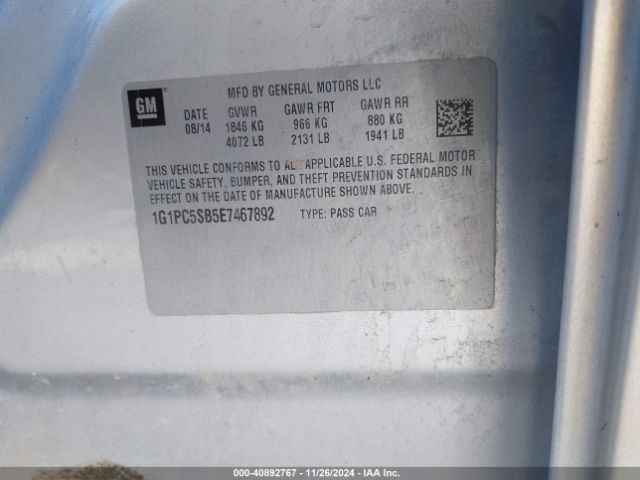 GM
MFD BY GENERAL MOTORS LLC
DATE GVWR GAWR FRT GAWR RR
08/14 1846 KG 966 KG 880 KG
4072 LB 2131 LB 1941 LB
THIS VEHICLE CONFORMS TO ALL APPLICABLE U.S. FEDERAL MOTOR
VEHICLE SAFETY, BUMPER, AND THEFT PREVENTION STANDARDS IN
EFFECT ON THE DATE OF MANUFACTURE SHOWN ABOVE.
1G1PC5SB5E7467892 TYPE: PASS CAR
000-40892767 - 11/26/2024 - IAA Inc.